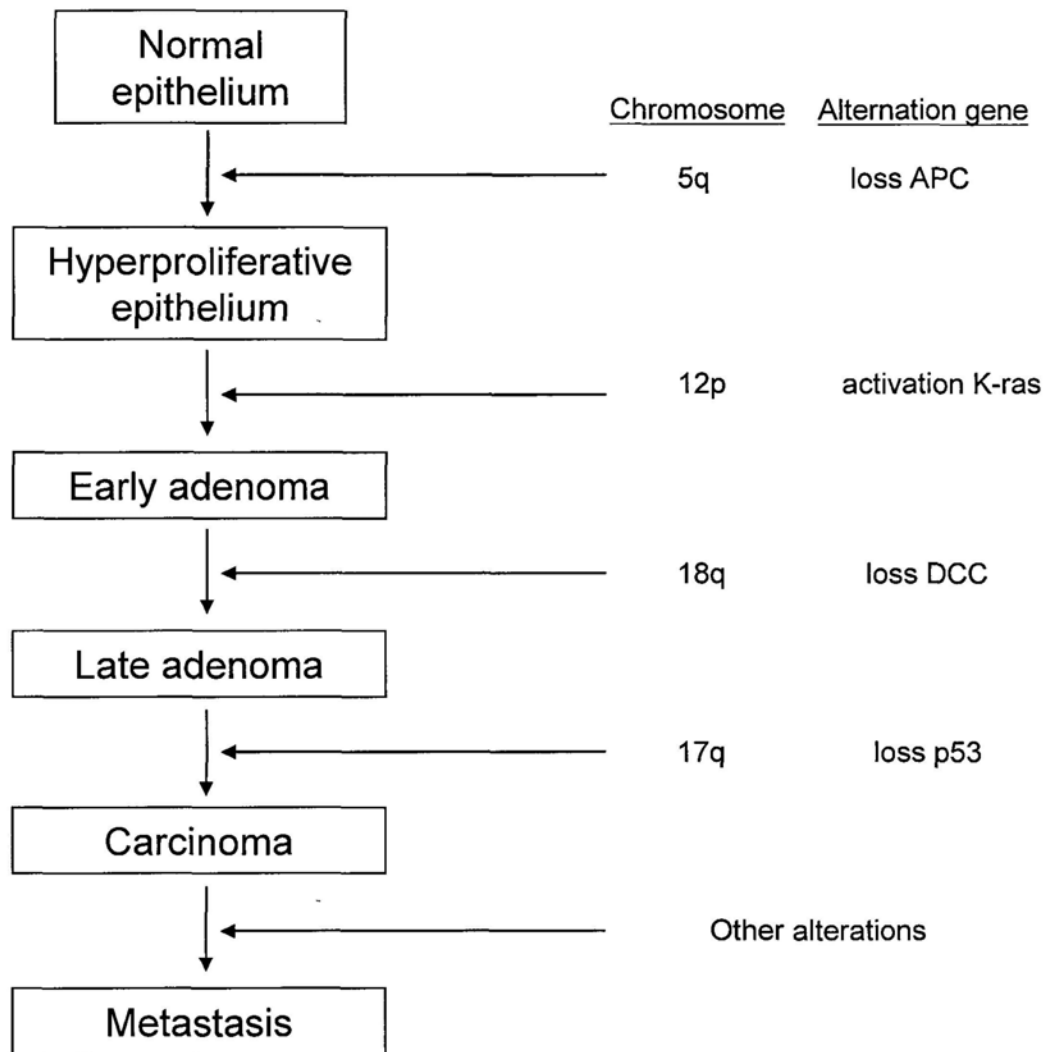 Normal
epithelium
Chromosome Alternation gene
5q loss APC
Hyperproliferative
epithelium
12p activation K-ras
Early adenoma
18q loss DCC
Late adenoma
17q loss p53
Carcinoma
Other alterations
Metastasis